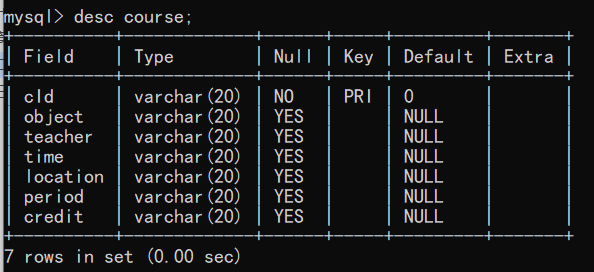 mysql> desc course;
+----------+-------------+------+-----+---------+-------+
| Field    | Type        | Null | Key | Default | Extra |
+----------+-------------+------+-----+---------+-------+
| cId      | varchar(20) | NO   | PRI | 0       |       |
| object   | varchar(20) | YES  |     | NULL    |       |
| teacher  | varchar(20) | YES  |     | NULL    |       |
| time     | varchar(20) | YES  |     | NULL    |       |
| location | varchar(20) | YES  |     | NULL    |       |
| period   | varchar(20) | YES  |     | NULL    |       |
| credit   | varchar(20) | YES  |     | NULL    |       |
+----------+-------------+------+-----+---------+-------+
7 rows in set (0.00 sec)